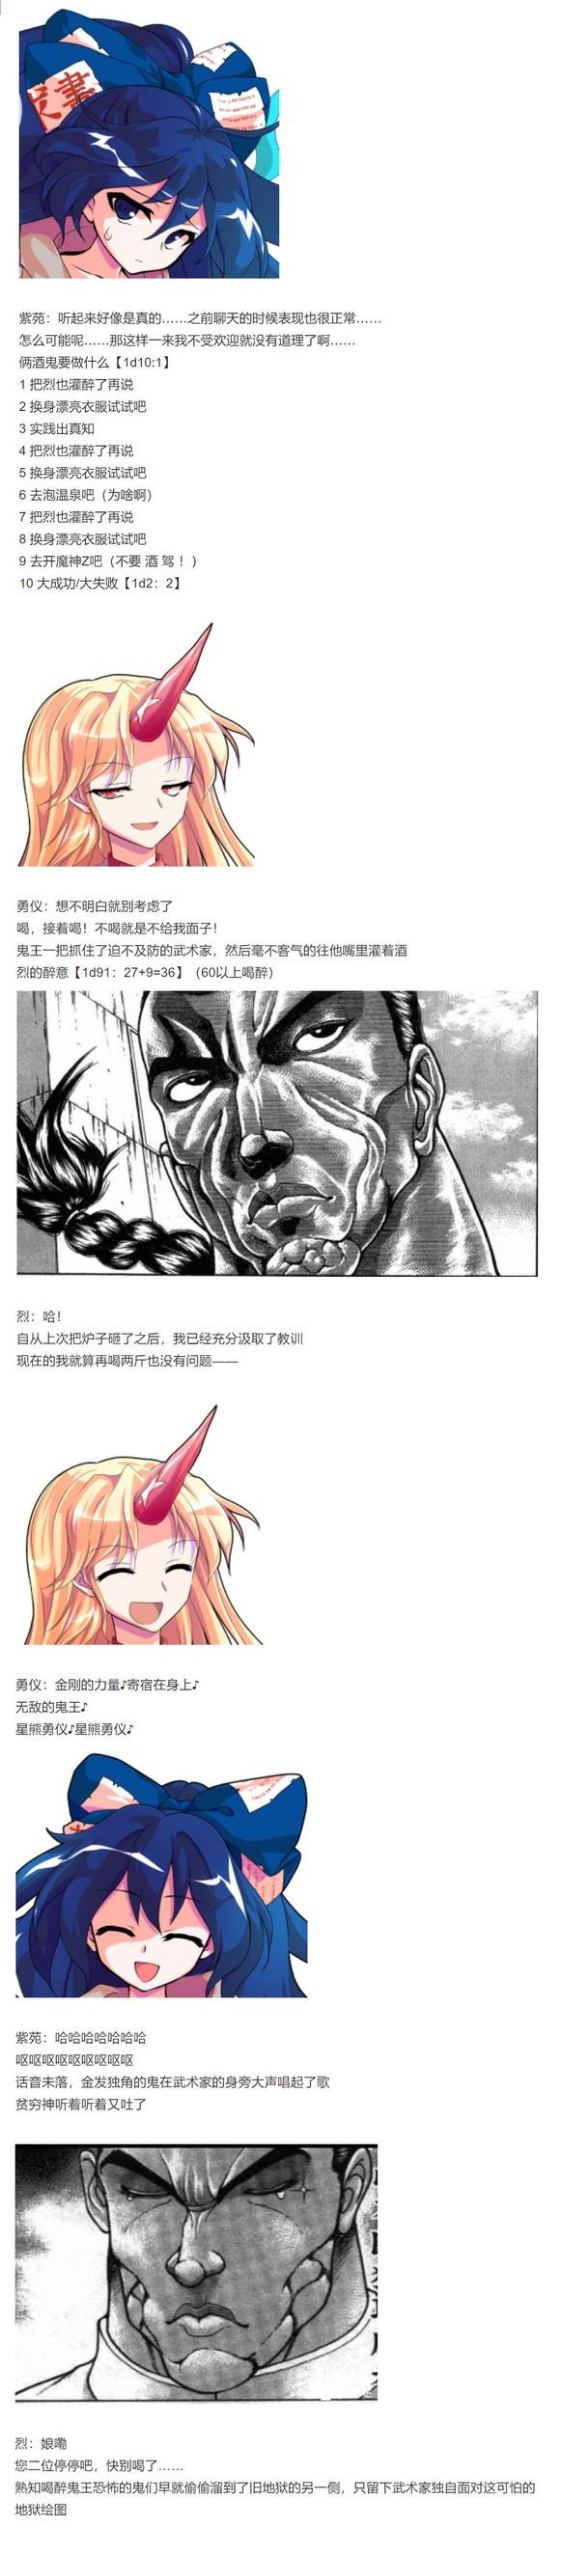 紫苑：听起来好像是真的……之前聊天的时候表现也很正常……
怎么可能呢……那这样一来我不受欢迎就没有道理了啊……
俩酒鬼要做什么【1d10:1】
1 把烈也灌醉了再说
2 换身漂亮衣服试试吧
3 实践出真知
4 把烈也灌醉了再说
5 换身漂亮衣服试试吧
6 去泡温泉吧（为啥啊）
7 把烈也灌醉了再说
8 换身漂亮衣服试试吧
9 去开魔神Z吧（不要 酒 驾 ！）
10 大成功/大失败【1d2：2】
勇仪：想不明白就别考虑了
喝，接着喝！不喝就是不给我面子！
鬼王一把抓住了迫不及防的武术家，然后毫不客气的往他嘴里灌着酒
烈的醉意【1d91：27+9=36】（60以上喝醉）
烈：哈！
自从上次把炉子砸了之后，我已经充分汲取了教训
现在的我就算再喝两斤也没有问题——
勇仪：金刚的力量♪寄宿在身上♪
无敌的鬼王♪
星熊勇仪♪星熊勇仪♪
紫苑：哈哈哈哈哈哈哈
呕呕呕呕呕呕呕呕呕
话音未落，金发独角的鬼在武术家的身旁大声唱起了歌
贫穷神听着听着又吐了
烈：娘嘞
您二位停停吧，快别喝了……
熟知喝醉鬼王恐怖的鬼们早就偷偷溜到了旧地狱的另一侧，只留下武术家独自面对这可怕的
地狱绘图